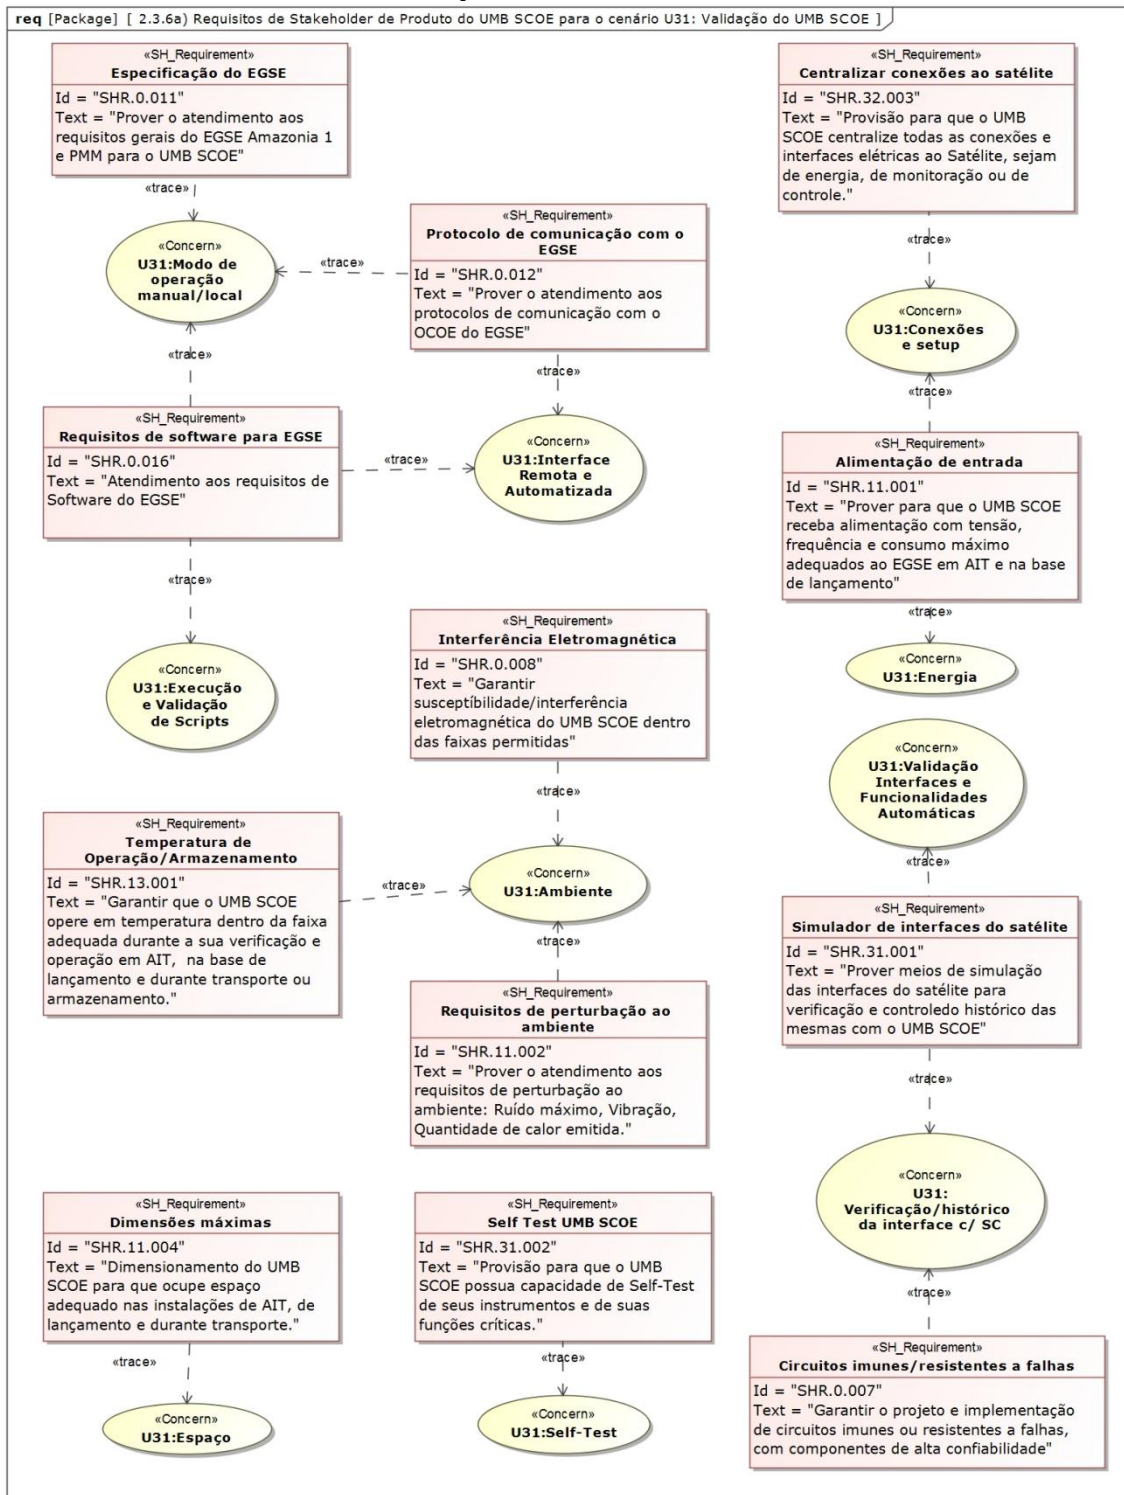 req [Package] [ 2.3.6a) Requisitos de Stakeholder de Produto do UMB SCOE para o cenário U31: Validação do UMB SCOE ]
«SH_Requirement»
Especificação do EGSE
Id = "SHR.0.011"
Text = "Prover o atendimento aos
requisitos gerais do EGSE Amazonia 1
e PMM para o UMB SCOE"
«trace»
«Concern»
U31:Modo de
operação
manual/local
«trace»
«SH_Requirement»
Protocolo de comunicação com o
EGSE
Id = "SHR.0.012"
Text = "Prover o atendimento aos
protocolos de comunicação com o
OCOE do EGSE"
«trace»
«trace»
«SH_Requirement»
Requisitos de software para EGSE
Id = "SHR.0.016"
Text = "Atendimento aos requisitos de
Software do EGSE"
«trace»
«Concern»
U31:Interface
Remota e
Automatizada
«trace»
«Concern»
U31:Execução
e Validação
de Scripts
«SH_Requirement»
Centralizar conexões ao satélite
Id = "SHR.32.003"
Text = "Provisão para que o UMB
SCOE centralize todas as conexões e
interfaces elétricas ao Satélite, sejam
de energia, de monitoração ou de
controle."
«trace»
«Concern»
U31:Conexões
e setup
«trace»
«SH_Requirement»
Alimentação de entrada
Id = "SHR.11.001"
Text = "Prover para que o UMB SCOE
receba alimentação com tensão,
frequência e consumo máximo
adequados ao EGSE em AIT e na base
de lançamento"
«trace»
«Concern»
U31:Energia
«SH_Requirement»
Interferência Eletromagnética
Id = "SHR.0.008"
Text = "Garantir
susceptíbilidade/interferência
eletromagnética do UMB SCOE dentro
das faixas permitidas"
«trace»
«SH_Requirement»
Temperatura de
Operação/Armazenamento
Id = "SHR.13.001"
Text = "Garantir que o UMB SCOE
opere em temperatura dentro da faixa
adequada durante a sua verificação e
operação em AIT, na base de
lançamento e durante transporte ou
armazenamento."
«trace»
«Concern»
U31:Ambiente
«trace»
«SH_Requirement»
Requisitos de perturbação ao
ambiente
Id = "SHR.11.002"
Text = "Prover o atendimento aos
requisitos de perturbação ao
ambiente: Ruído máximo, Vibração,
Quantidade de calor emitida."
«Concern»
U31:Validação
Interfaces e
Funcionalidades
Automáticas
«trace»
«SH_Requirement»
Simulador de interfaces do satélite
Id = "SHR.31.001"
Text = "Prover meios de simulação
das interfaces do satélite para
verificação e controledo histórico das
mesmas com o UMB SCOE"
«trace»
«Concern»
U31:
Verificação/histórico
da interface c/ SC
«trace»
«SH_Requirement»
Circuitos imunes/resistentes a falhas
Id = "SHR.0.007"
Text = "Garantir o projeto e implementação
de circuitos imunes ou resistentes a falhas,
com componentes de alta confiabilidade"
«SH_Requirement»
Dimensões máximas
Id = "SHR.11.004"
Text = "Dimensionamento do UMB
SCOE para que ocupe espaço
adequado nas instalações de AIT, de
lançamento e durante transporte."
«trace»
«Concern»
U31:Espaço
«SH_Requirement»
Self Test UMB SCOE
Id = "SHR.31.002"
Text = "Provisão para que o UMB
SCOE possua capacidade de Self-Test
de seus instrumentos e de suas
funções críticas."
«trace»
«Concern»
U31:Self-Test